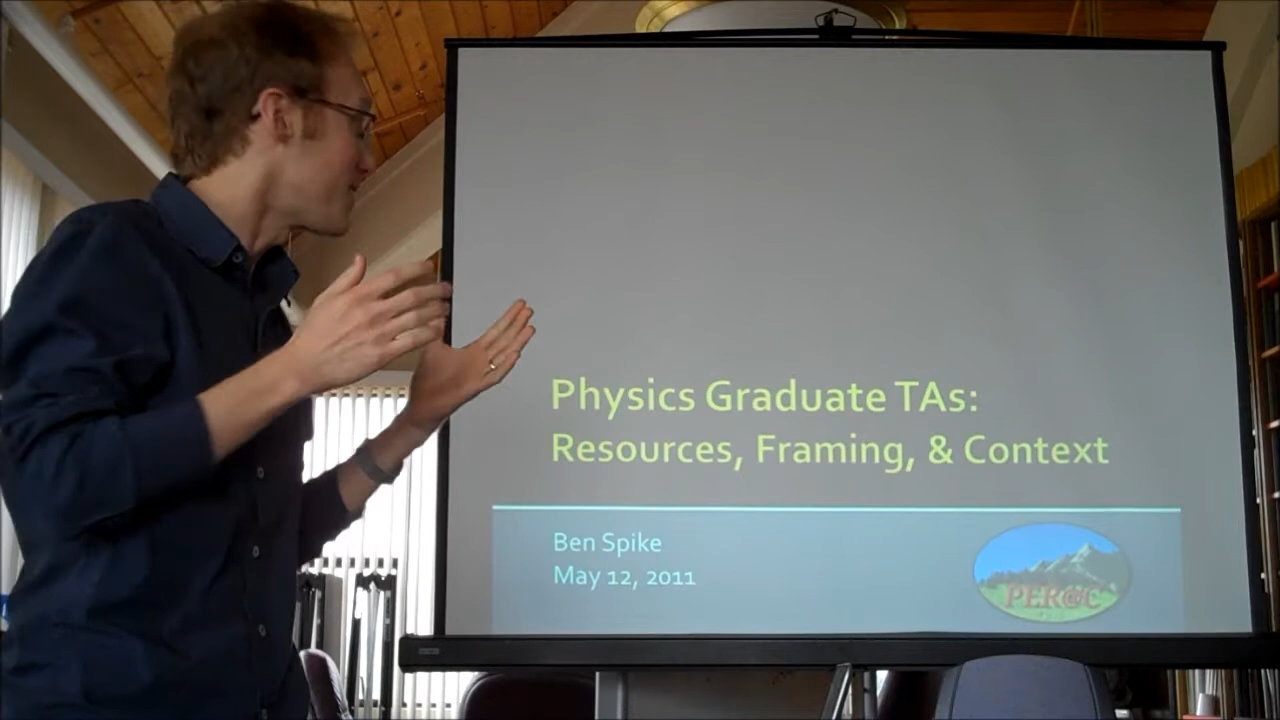 Physics Graduate TAs:
Resources, Framing, & Context
Ben Spike
May 12, 2011
PER@C